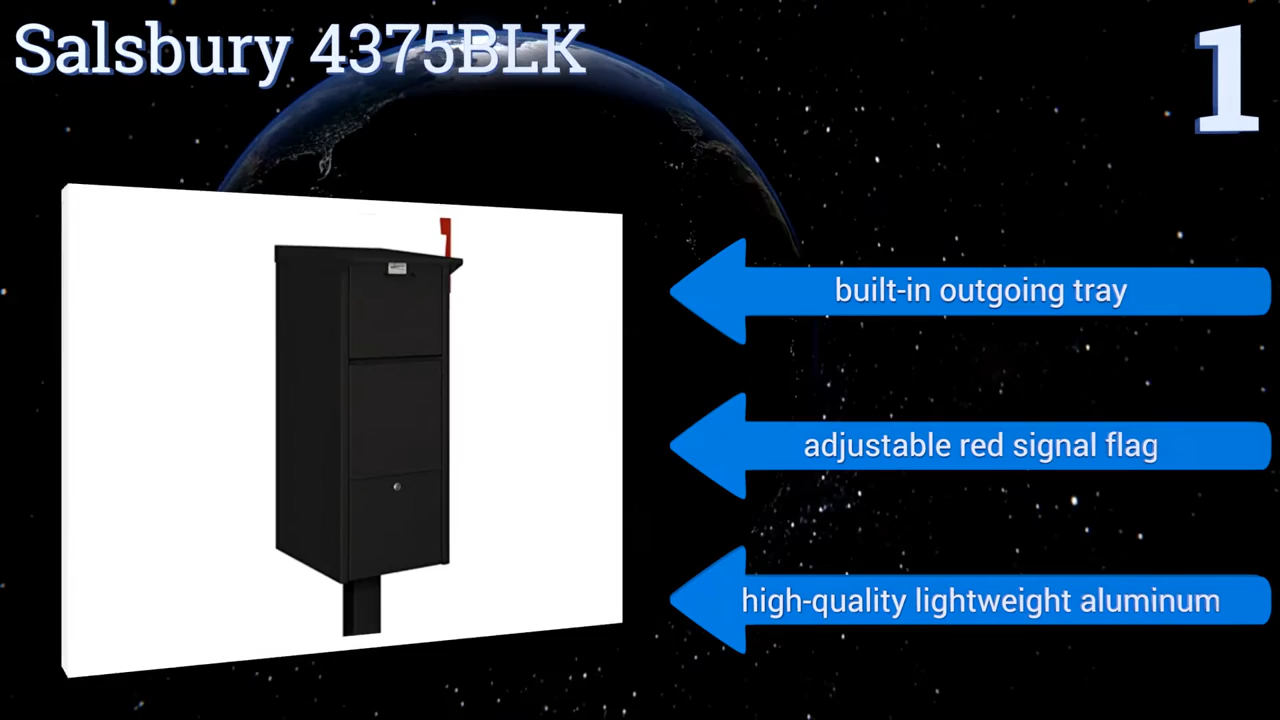 Salsbury 4375BLK
1
built-in outgoing tray
adjustable red signal flag
high-quality lightweight aluminum